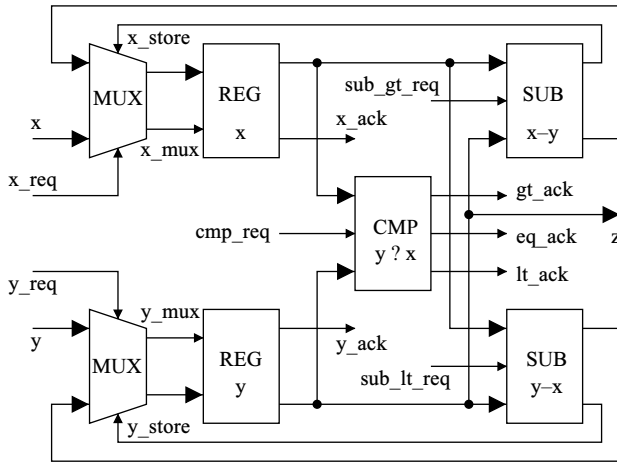 x_store
MUX
REG
x
sub_gt_req
SUB
x–y
x
x_mux
x_ack
x_req
gt_ack
cmp_req
CMP
y ? x
eq_ack
z
lt_ack
y_req
y_mux
y
MUX
REG
y
y_ack
sub_lt_req
SUB
y–x
y_store